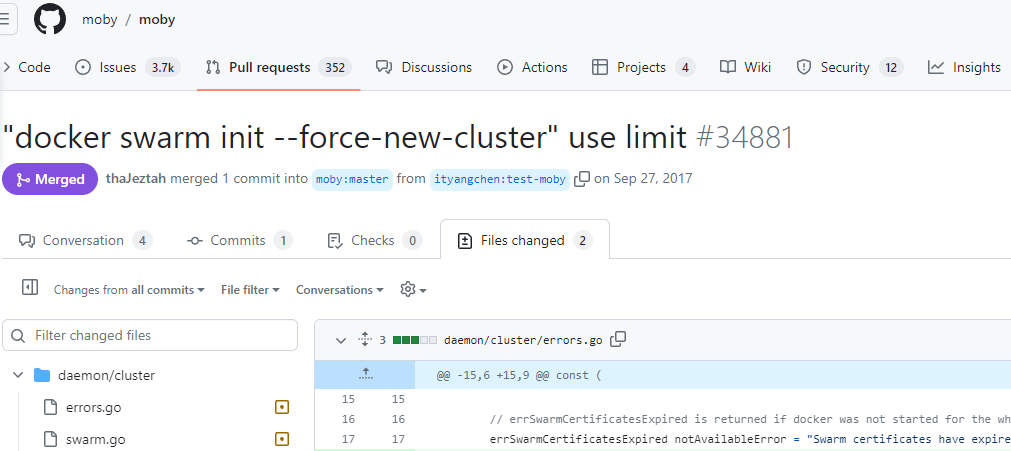 moby / moby
Code Issues 3.7k Pull requests 352 Discussions Actions Projects 4 Wiki Security 12 Insights
"docker swarm init --force-new-cluster" use limit #34881
Merged thaJeztah merged 1 commit into moby:master from ityangchen:test-moby on Sep 27, 2017
Conversation 4 Commits 1 Checks 0 Files changed 2
Changes from all commits File filter Conversations
Filter changed files
3 daemon/cluster/errors.go
daemon/cluster
@@ -15,6 +15,9 @@ const (
15 15
errors.go
16 16 // errSwarmCertificatesExpired is returned if docker was not started for the wh
swarm.go
17 17 errSwarmCertificatesExpired notAvailableError = "Swarm certificates have expire